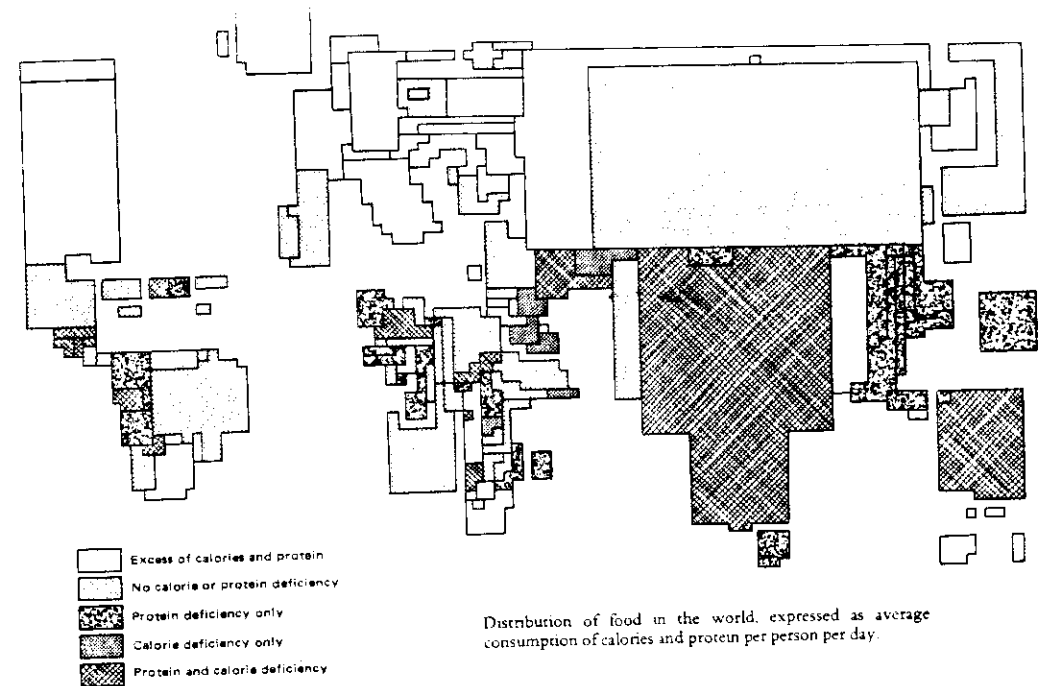 Excess of calories and protein
No calorie or protein deficiency
Protein deficiency only
Calorie deficiency only
Protein and calorie deficiency
Distribution of food in the world, expressed as average
consumption of calories and protein per person per day.